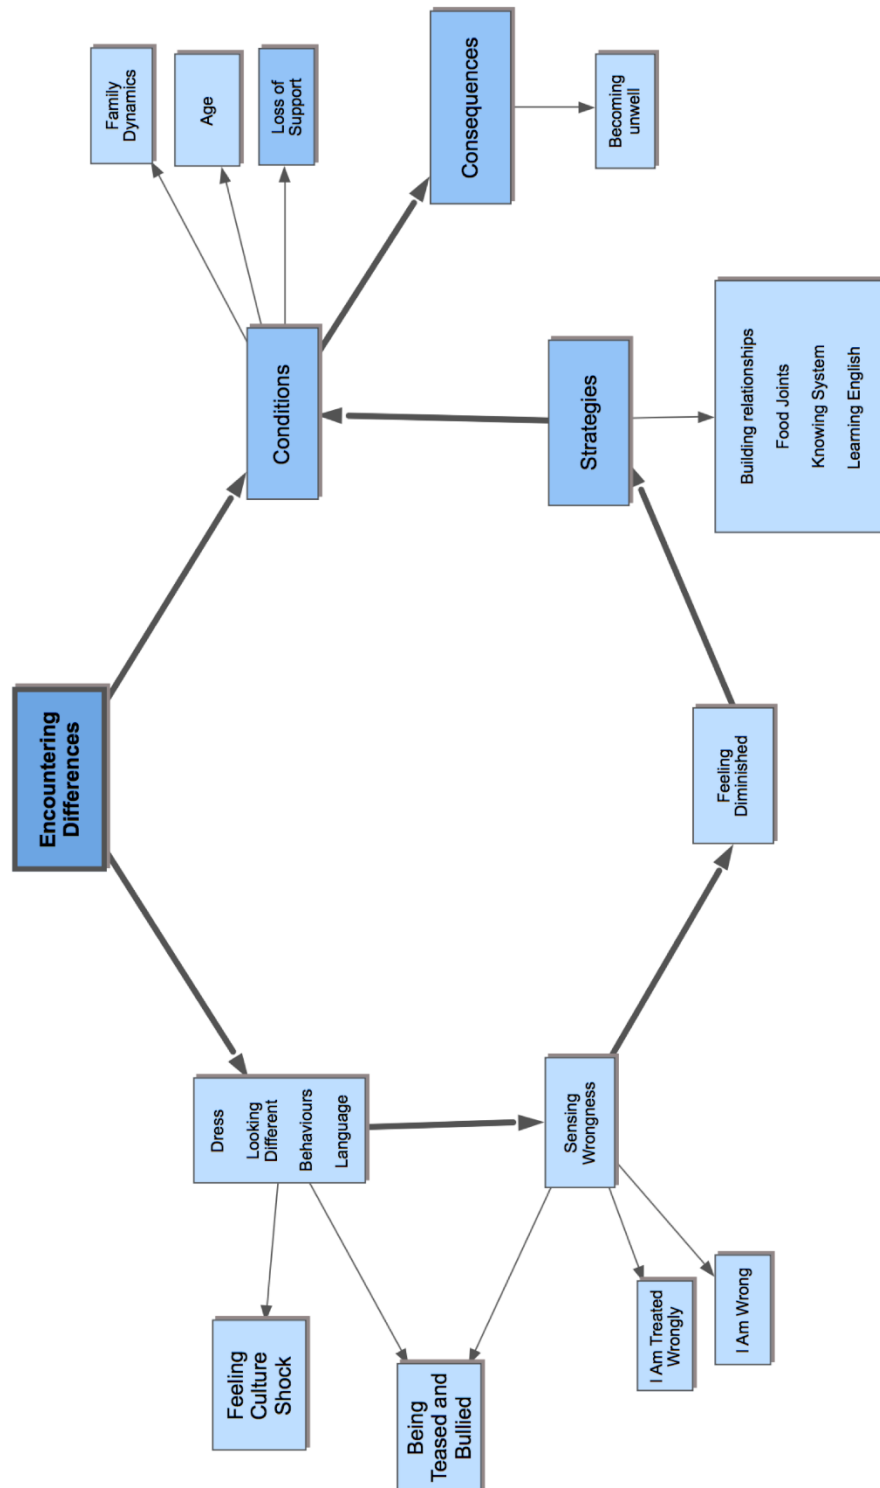 Encountering
Differences
Dress
Looking
Different
Behaviours
Language
Feeling
Culture
Shock
Being
Teased and
Bullied
Sensing
Wrongness
I Am Treated
Wrongly
I Am Wrong
Feeling
Diminished
Strategies
Building relationships
Food Joints
Knowing System
Learning English
Conditions
Family
Dynamics
Age
Loss of
Support
Consequences
Becoming
unwell